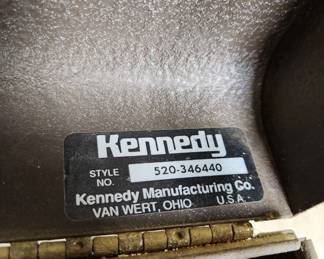 Kennedy
STYLE NO. 520-346440
Kennedy Manufacturing Co.
VAN WERT, OHIO U.S.A.